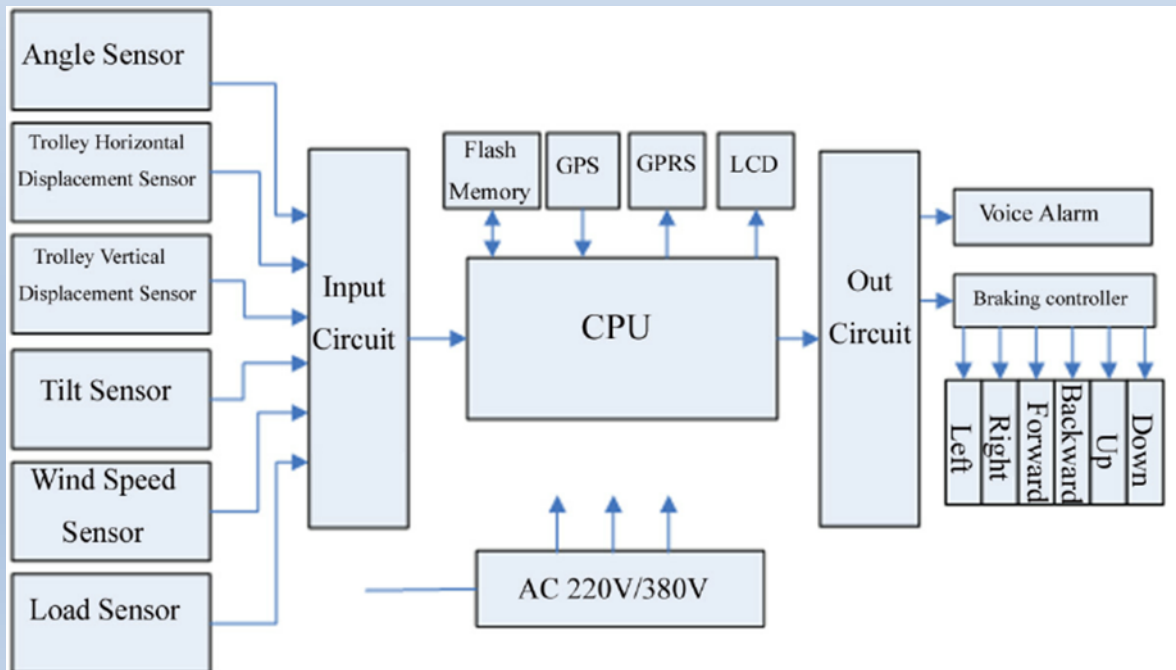 Angle Sensor
Trolley Horizontal
Displacement Sensor
Trolley Vertical
Displacement Sensor
Tilt Sensor
Wind Speed
Sensor
Load Sensor
Input
Circuit
Flash
Memory
GPS
GPRS
LCD
CPU
AC 220V/380V
Out
Circuit
Voice Alarm
Braking controller
Left
Right
Forward
Backward
Up
Down